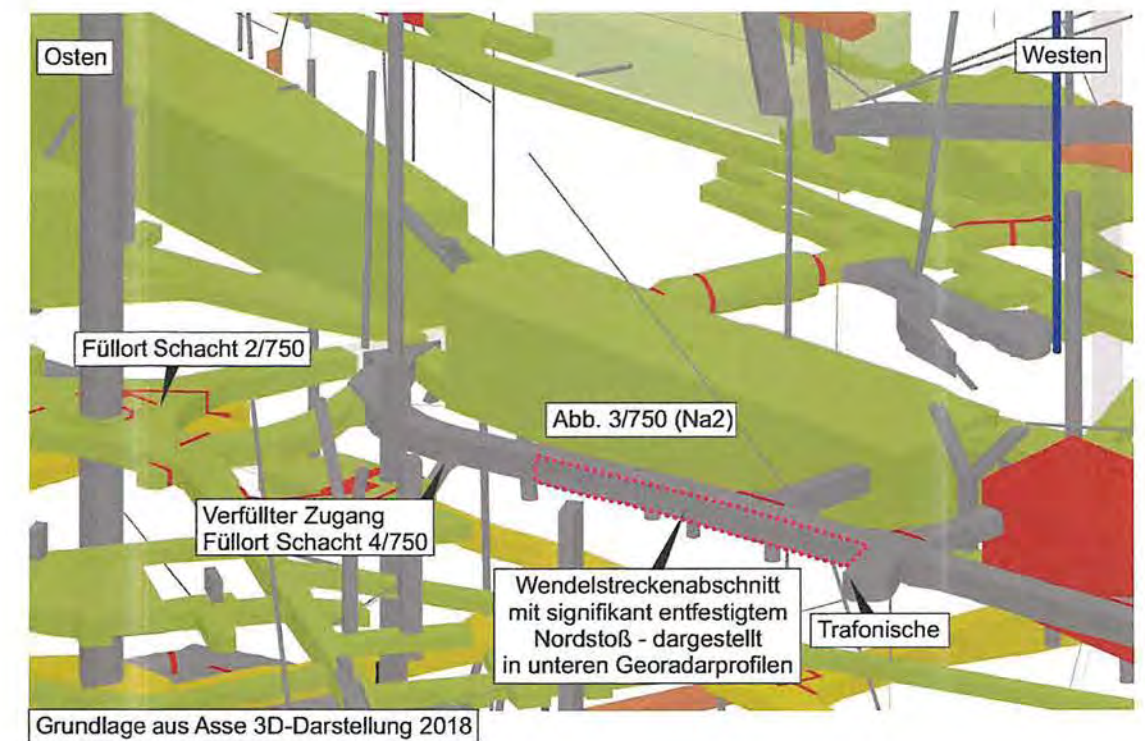 Osten
Westen
Füllort Schacht 2/750
Abb. 3/750 (Na2)
Verfüllter Zugang
Füllort Schacht 4/750
Wendelstreckenabschnitt
mit signifikant entfestigtem
Nordstoß - dargestellt
in unteren Georadarprofilen
Trafonische
Grundlage aus Asse 3D-Darstellung 2018